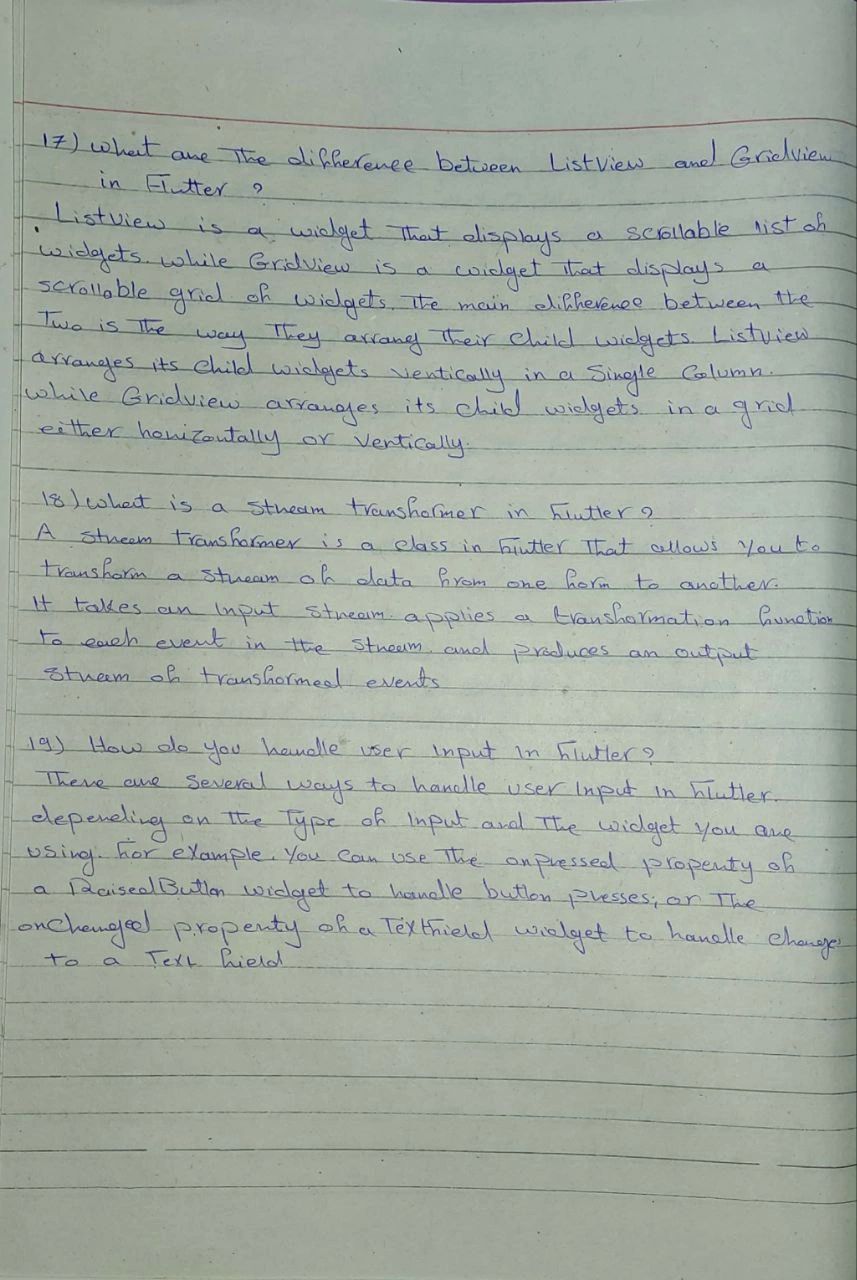 17) What are The difference between ListView and GridView
in Flutter ?
ListView is a widget That displays a scrollable list of
widgets. while GridView is a widget that displays a
scrollable grid of widgets. The main difference between the
Two is The way They arrang Their child widgets. Listview
arranges its child widgets vertically in a Single Column.
while Gridview arranges its child widgets in a grid
either horizontally or vertically.
18) what is a stream transformer in Flutter ?
A stream transformer is a class in Flutter That allows you to
transform a stream of data from one form to another.
It takes an Input stream. applies a transformation function
To each event in the stream and produces an output
stream of transformed events
19) How do you handle user Input In Flutter ?
There are several ways to handle user Input In Flutter.
depending on The Type of Input and The widget you are
using. For example. You can use The onpressed property of
a RaisedButton widget to handle button presses, or The
onChanged property of a Textfield widget to handle changes
to a Text field